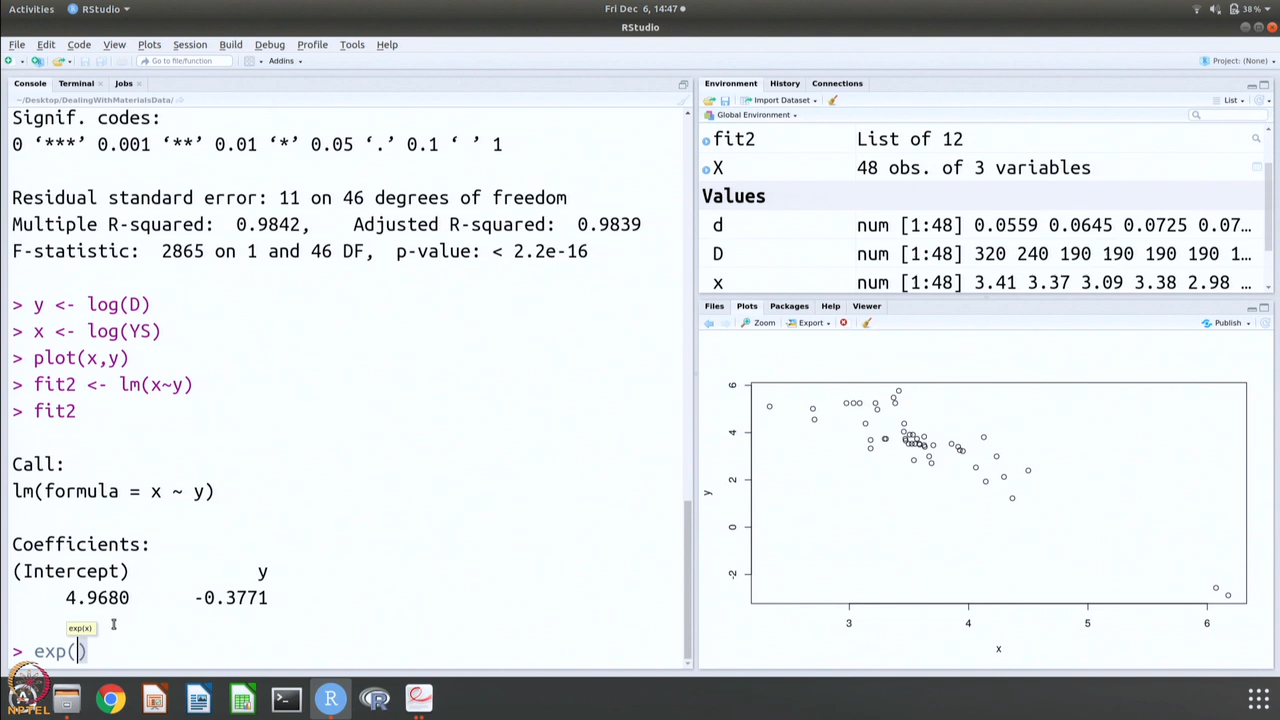 Activities RStudio Fri Dec 6, 14:47 38%
RStudio
File Edit Code View Plots Session Build Debug Profile Tools Help
Go to file/function Addins Project: (None)
Console Terminal × Jobs ×
~/Desktop/DealingWithMaterialsData/
Signif. codes:
0 ‘***’ 0.001 ‘**’ 0.01 ‘*’ 0.05 ‘.’ 0.1 ‘ ’ 1
Residual standard error: 11 on 46 degrees of freedom
Multiple R-squared: 0.9842, Adjusted R-squared: 0.9839
F-statistic: 2865 on 1 and 46 DF, p-value: < 2.2e-16
> y <- log(D)
> x <- log(YS)
> plot(x,y)
> fit2 <- lm(x~y)
> fit2
Call:
lm(formula = x ~ y)
Coefficients:
(Intercept) y
4.9680 -0.3771
exp(x)
> exp()
Environment History Connections
Import Dataset List
Global Environment
fit2 List of 12
X 48 obs. of 3 variables
Values
d num [1:48] 0.0559 0.0645 0.0725 0.07...
D num [1:48] 320 240 190 190 190 190 1...
x num [1:48] 3.41 3.37 3.09 3.38 2.98 ...
Files Plots Packages Help Viewer
Zoom Export Publish
6
4
2
0
-2
y
3 4 5 6
x
NPTEL